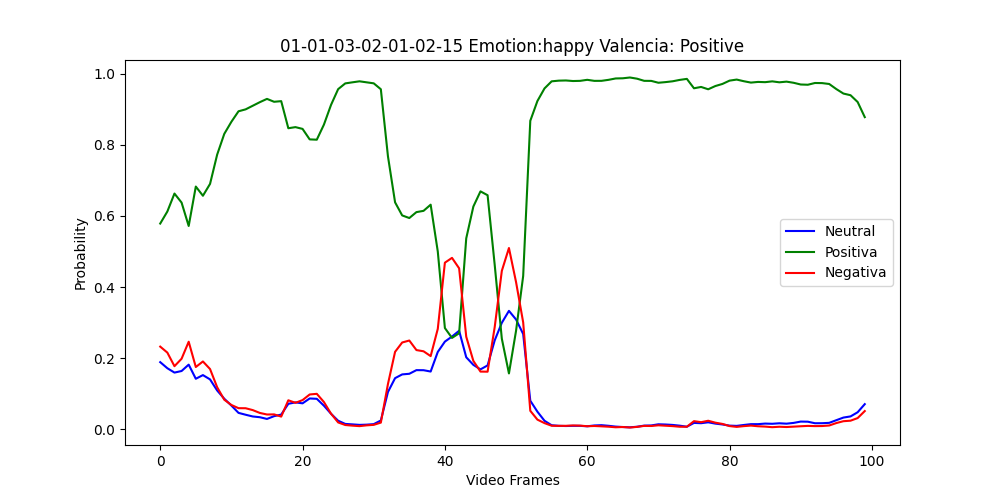 01-01-03-02-01-02-15 Emotion:happy Valencia: Positive
1.0
0.8
0.6
0.4
0.2
0.0
Probability
Neutral
Positiva
Negativa
0 20 40 60 80 100
Video Frames